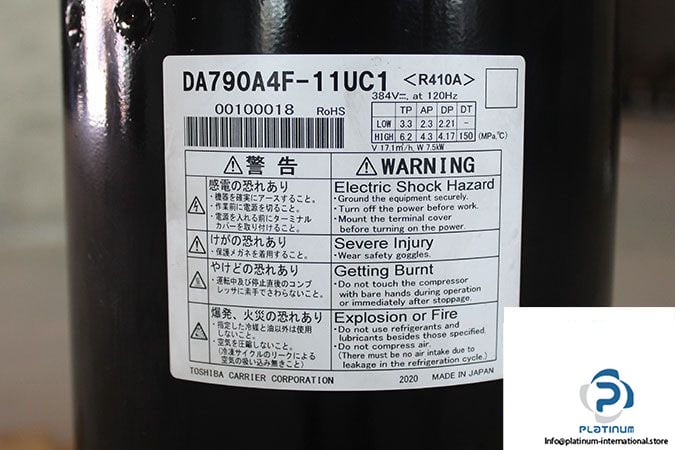 DA790A4F-11UC1 <R410A>
00100018 RoHS
384V⎓, at 120Hz
TP AP DP DT
LOW 3.3 2.3 2.21 -
HIGH 6.2 4.3 4.17 150 (MPa,℃)
V 17.1㎥/h, W 7.5kW
⚠警告
感電の恐れあり
・機器を確実にアースすること。
・作業前に電源を切ること。
・電源を入れる前にターミナル
カバーを取り付けること。
けがの恐れあり
・保護メガネを着用すること。
やけどの恐れあり
・運転中及び停止直後のコンプ
レッサに素手でさわらないこと。
爆発、火災の恐れあり
・指定した冷媒と油以外は使用
しないこと。
・空気を圧縮しないこと。
(冷凍サイクルのリークによる
空気の吸い込み無きこと)
⚠WARNING
Electric Shock Hazard
・Ground the equipment securely.
・Turn off the power before work.
・Mount the terminal cover
before turning on the power.
Severe Injury
・Wear safety goggles.
Getting Burnt
・Do not touch the compressor
with bare hands during operation
or immediately after stoppage.
Explosion or Fire
・Do not use refrigerants and
lubricants besides those specified.
・Do not compress air.
(There must be no air intake due to
leakage in the refrigeration cycle.)
TOSHIBA CARRIER CORPORATION 2020 MADE IN JAPAN
PLATINUM
Info@platinum-international.store